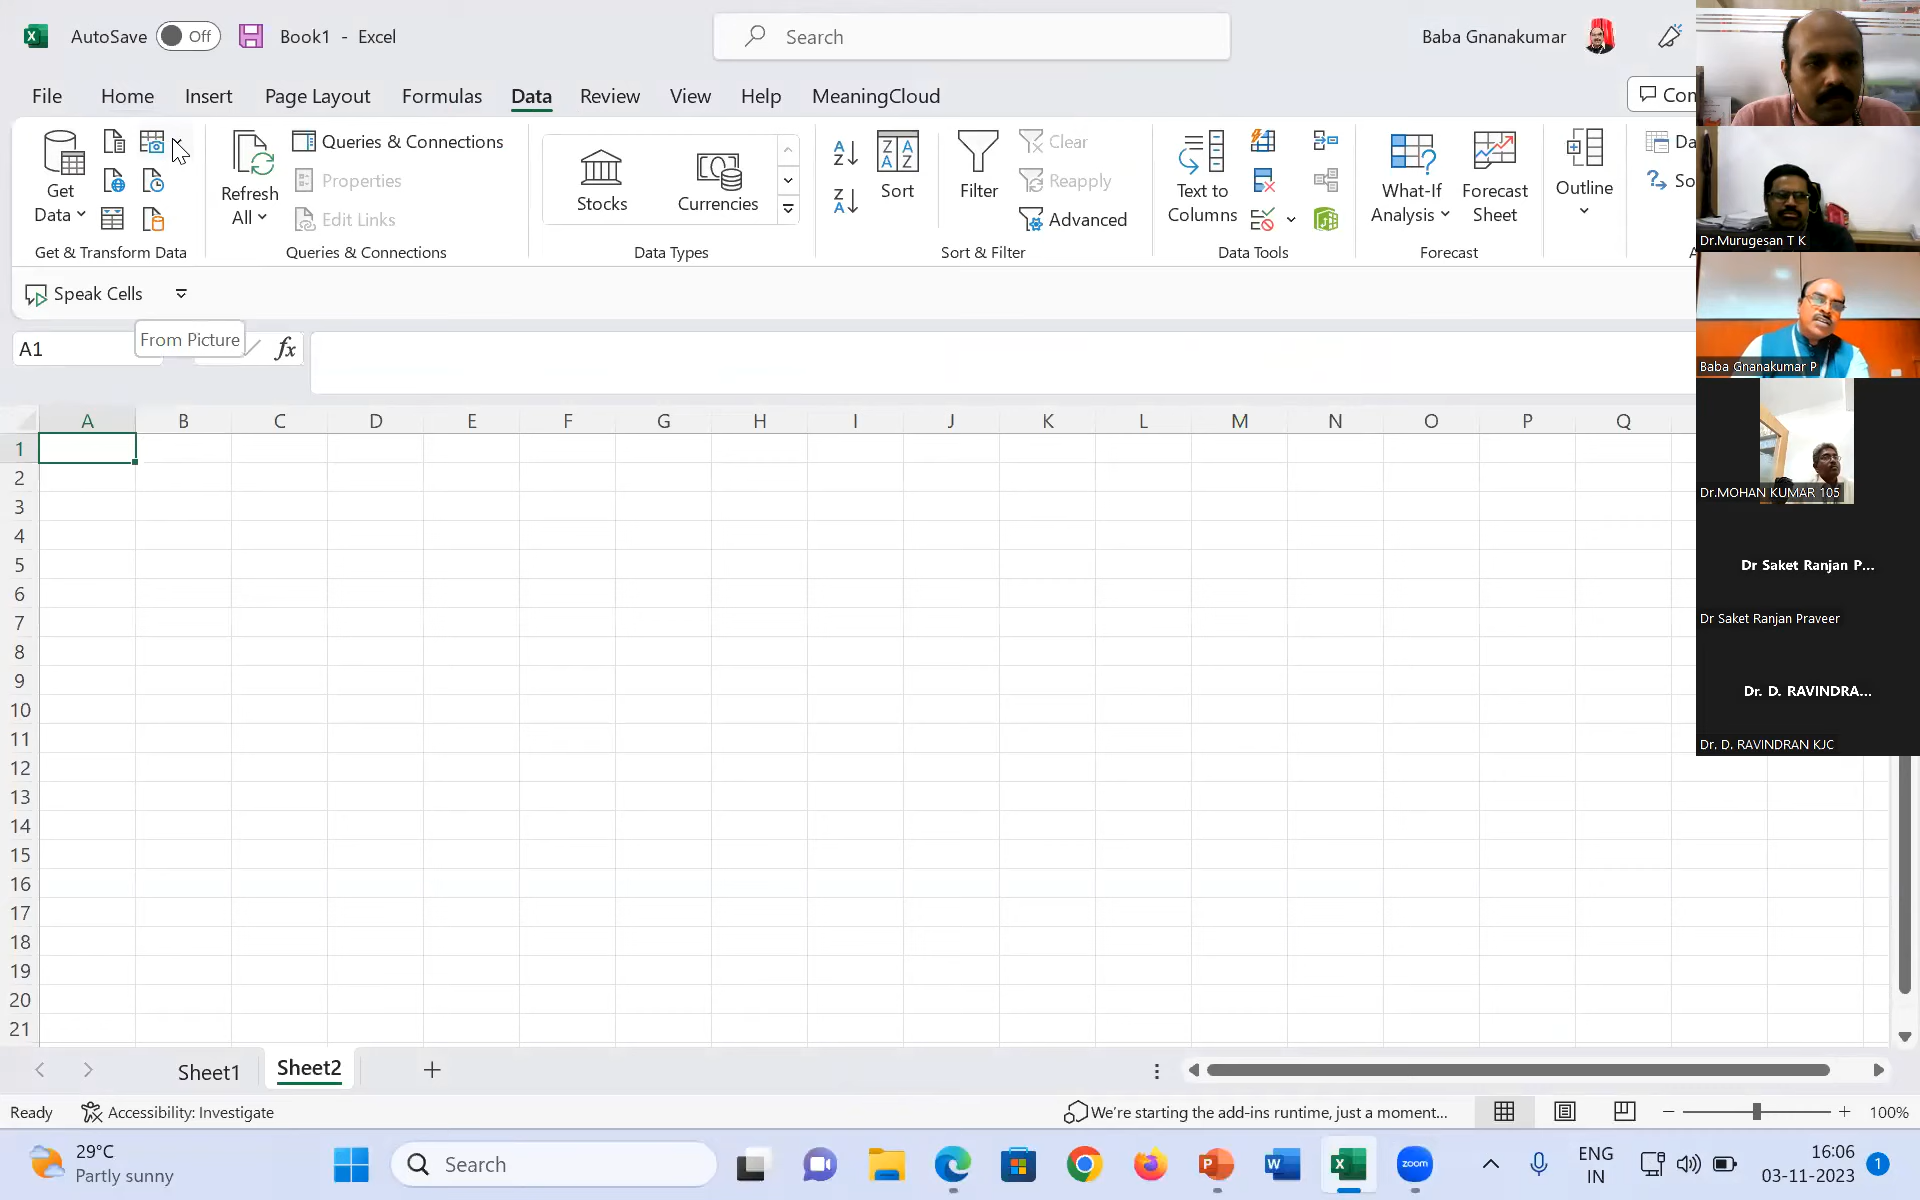 AutoSave Off Book1 - Excel Search Baba Gnanakumar
File Home Insert Page Layout Formulas Data Review View Help MeaningCloud
Get Data
Refresh All
Queries & Connections
Properties
Edit Links
Stocks
Currencies
A Z
Z A
Z A A Z
Sort
Filter
Clear
Reapply
Advanced
Text to Columns
What-If Analysis
Forecast Sheet
Outline
Get & Transform Data Queries & Connections Data Types Sort & Filter Data Tools Forecast
Speak Cells
From Picture
A1 fx
A B C D E F G H I J K L M N O P Q
1
2
3
4
5
6
7
8
9
10
11
12
13
14
15
16
17
18
19
20
21
Dr.Murugesan T K
Baba Gnanakumar P
Dr.MOHAN KUMAR 105
Dr Saket Ranjan P...
Dr Saket Ranjan Praveer
Dr. D. RAVINDRA...
Dr. D. RAVINDRAN KJC
Sheet1 Sheet2
Ready Accessibility: Investigate We're starting the add-ins runtime, just a moment... 100%
29°C
Partly sunny
Search
zoom
ENG
IN
16:06
03-11-2023
1